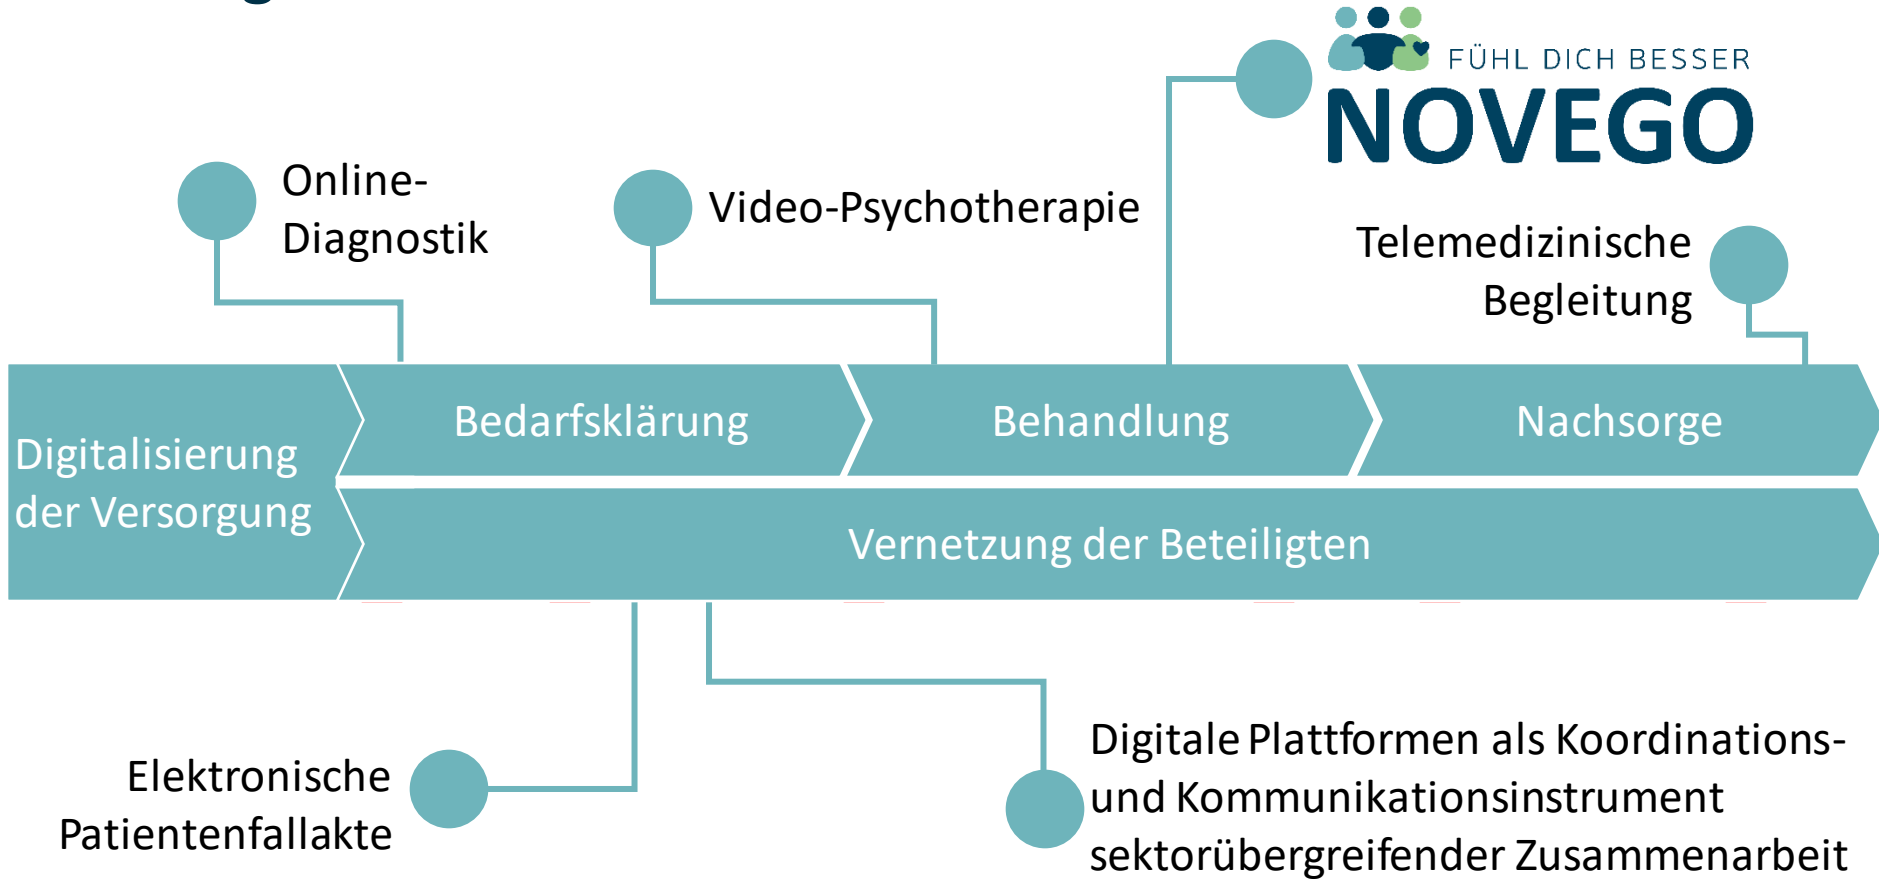 FÜHL DICH BESSER
NOVEGO
Online-
Diagnostik
Video-Psychotherapie
Telemedizinische
Begleitung
Digitalisierung
der Versorgung
Bedarfsklärung
Behandlung
Nachsorge
Vernetzung der Beteiligten
Elektronische
Patientenfallakte
Digitale Plattformen als Koordinations-
und Kommunikationsinstrument
sektorübergreifender Zusammenarbeit